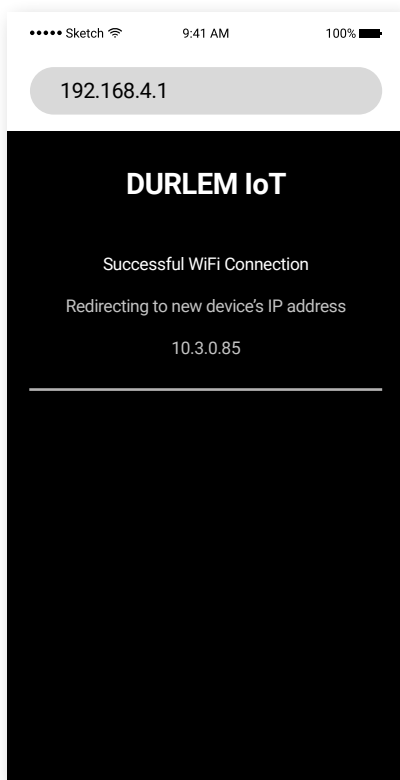 Sketch 9:41 AM 100%
192.168.4.1
DURLEM IoT
Successful WiFi Connection
Redirecting to new device’s IP address
10.3.0.85